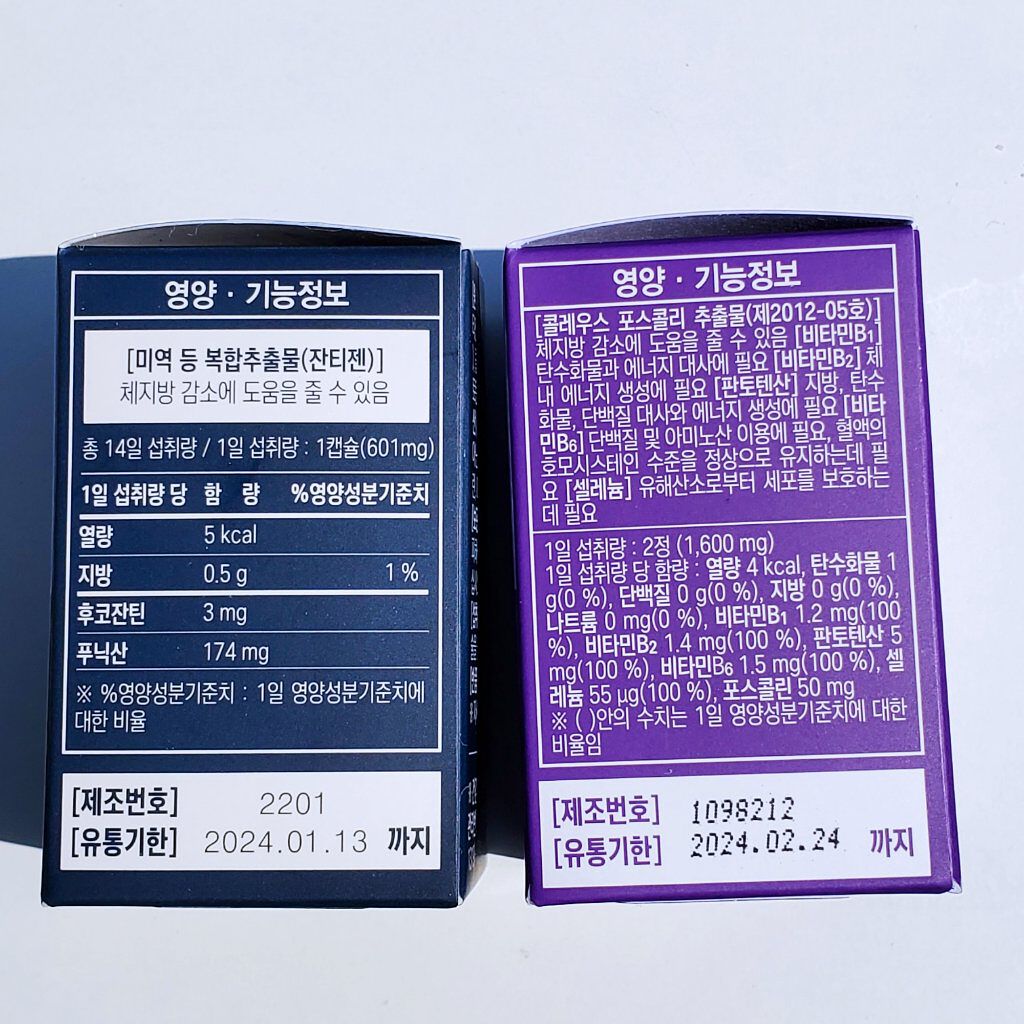 영양 · 기능정보
[미역 등 복합추출물(잔티젠)]
체지방 감소에 도움을 줄 수 있음
총 14일 섭취량 / 1일 섭취량 : 1캡슐(601mg)
1일 섭취량 당 함 량 %영양성분기준치
열량 5 kcal
지방 0.5 g 1 %
후코잔틴 3 mg
푸닉산 174 mg
※ %영양성분기준치 : 1일 영양성분기준치에
대한 비율
[제조번호] 2201
[유통기한] 2024.01.13 까지
영양 · 기능정보
[콜레우스 포스콜리 추출물(제2012-05호)]
체지방 감소에 도움을 줄 수 있음 [비타민B₁]
탄수화물과 에너지 대사에 필요 [비타민B₂] 체
내 에너지 생성에 필요 [판토텐산] 지방, 탄수
화물, 단백질 대사와 에너지 생성에 필요 [비타
민B₆] 단백질 및 아미노산 이용에 필요, 혈액의
호모시스테인 수준을 정상으로 유지하는데 필
요 [셀레늄] 유해산소로부터 세포를 보호하는
데 필요
1일 섭취량 : 2정 (1,600 mg)
1일 섭취량 당 함량 : 열량 4 kcal, 탄수화물 1
g(0 %), 단백질 0 g(0 %), 지방 0 g(0 %),
나트륨 0 mg(0 %), 비타민B₁ 1.2 mg(100
%), 비타민B₂ 1.4 mg(100 %), 판토텐산 5
mg(100 %), 비타민B₆ 1.5 mg(100 %), 셀
레늄 55 μg(100 %), 포스콜린 50 mg
※ ( )안의 수치는 1일 영양성분기준치에 대한
비율임
[제조번호] 1098212
[유통기한] 2024.02.24 까지